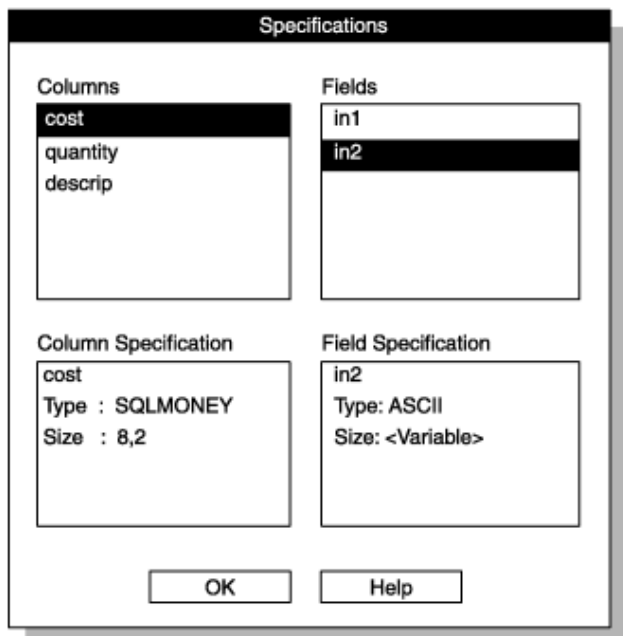 Specifications
Columns
cost
quantity
descrip
Fields
in1
in2
Column Specification
cost
Type : SQLMONEY
Size : 8,2
Field Specification
in2
Type: ASCII
Size: <Variable>
OK
Help